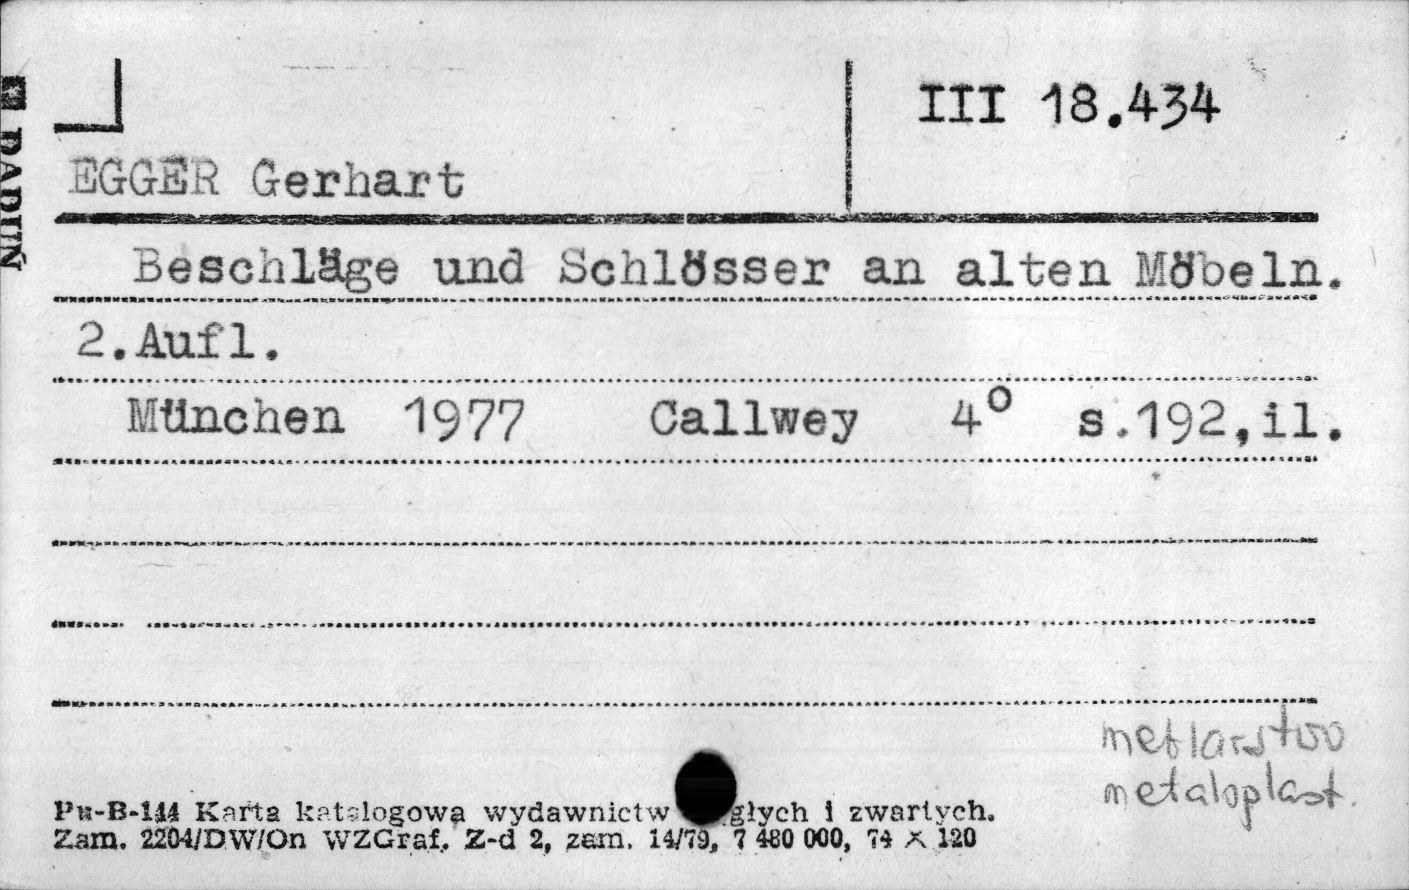 III 18.434
DADUŃ
EGGER Gerhart
Beschläge und Schlösser an alten Möbeln.
2.Aufl.
München 1977 Callwey 4° s.192,il.
meblarstwo
metaloplast.
Pu-B-144 Karta katalogowa wydawnictw głych i zwartych.
Zam. 2204/DW/On WZGraf. Z-d 2, zam. 14/79, 7 480 000, 74 × 120